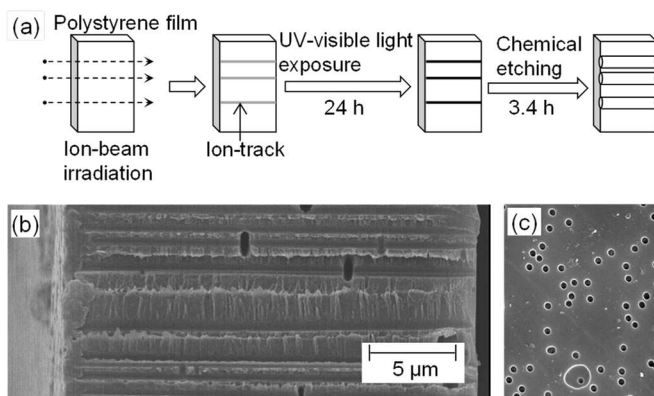 (a)
Polystyrene film
Ion-beam
irradiation
Ion-track
UV-visible light
exposure
24 h
Chemical
etching
3.4 h
(b)
5 μm
(c)